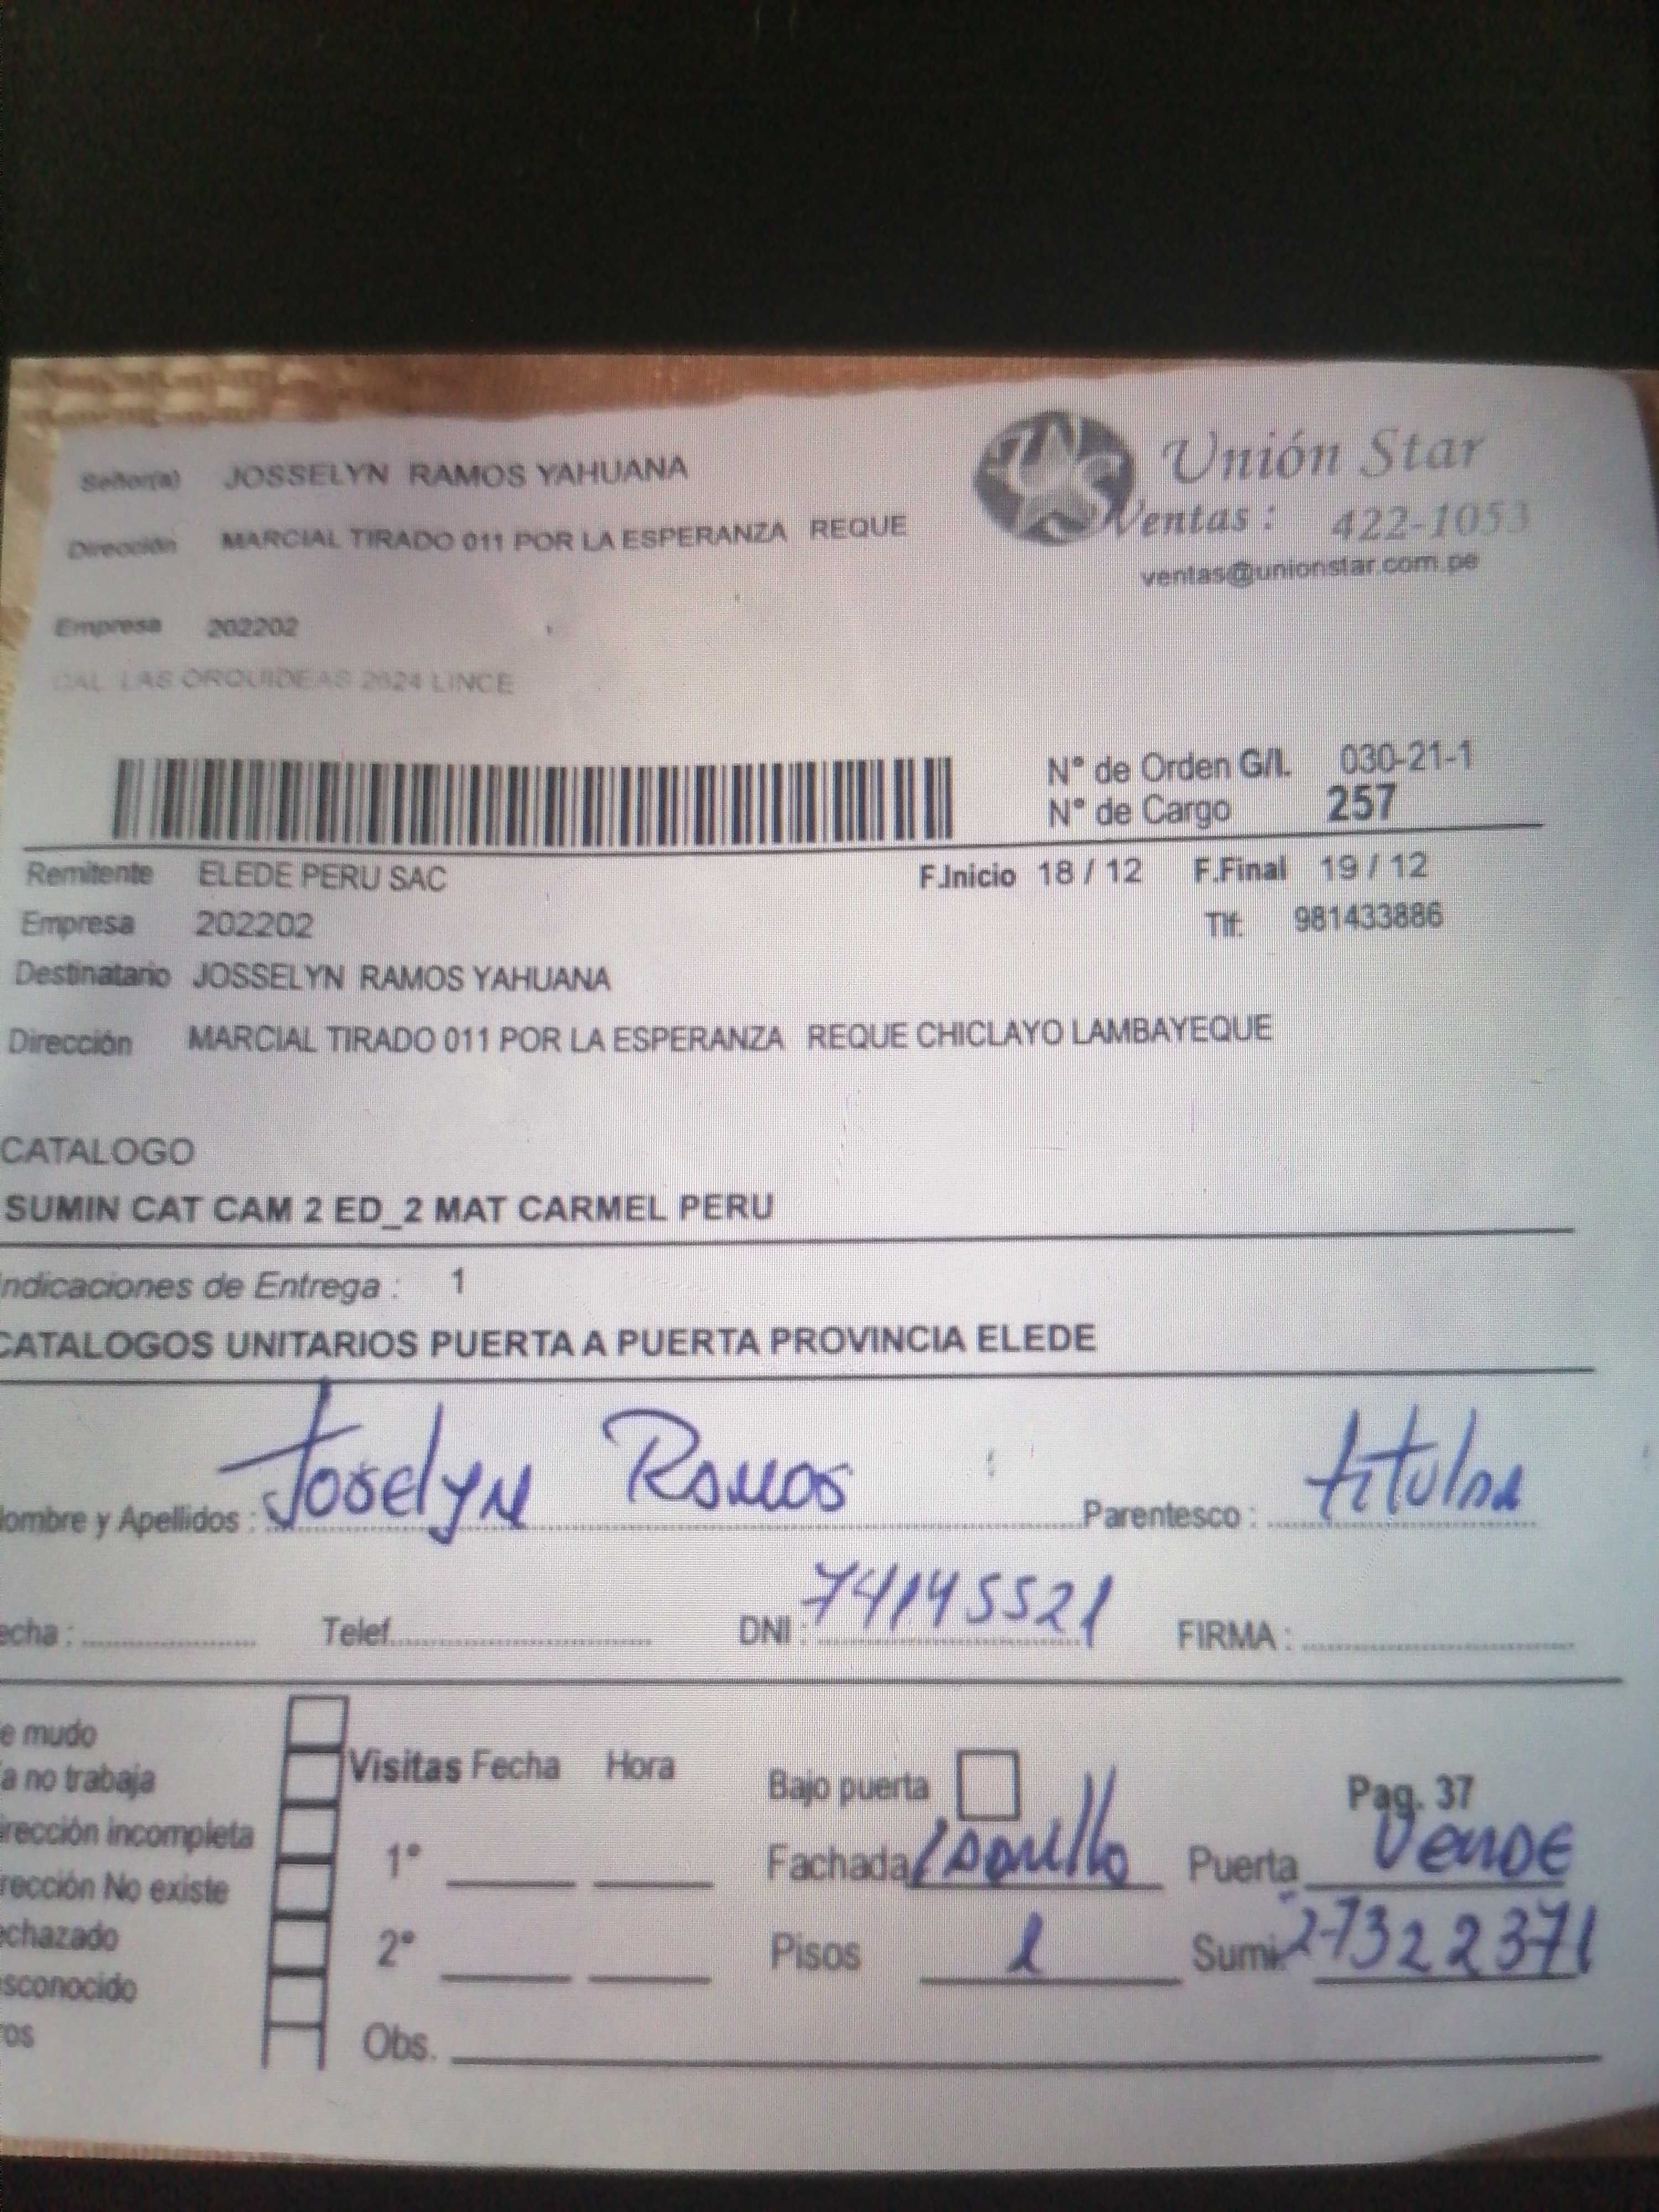 Señor(a) JOSSELYN RAMOS YAHUANA
Unión Star
Dirección MARCIAL TIRADO 011 POR LA ESPERANZA REQUE
Ventas : 422-1053
ventas@unionstar.com.pe
Empresa 202202
CAL LAS ORQUIDEAS 2624 LINCE
N° de Orden G/I. 030-21-1
N° de Cargo 257
Remitente ELEDE PERU SAC F.Inicio 18 / 12 F.Final 19 / 12
Empresa 202202 Tlf. 981433886
Destinatario JOSSELYN RAMOS YAHUANA
Dirección MARCIAL TIRADO 011 POR LA ESPERANZA REQUE CHICLAYO LAMBAYEQUE
CATALOGO
SUMIN CAT CAM 2 ED_2 MAT CARMEL PERU
ndicaciones de Entrega : 1
CATALOGOS UNITARIOS PUERTA A PUERTA PROVINCIA ELEDE
ombre y Apellidos : Joselyn Ramos Parentesco : titular
echa : Telef. DNI : 74145521 FIRMA :
e mudo
a no trabaja
Visitas Fecha Hora
Bajo puerta Pag. 37
irección incompleta
1° Fachada Ladrillo Puerta Verde
rección No existe
echazado
2° Pisos 1 Sumi. 27322371
sconocido
ros
Obs.